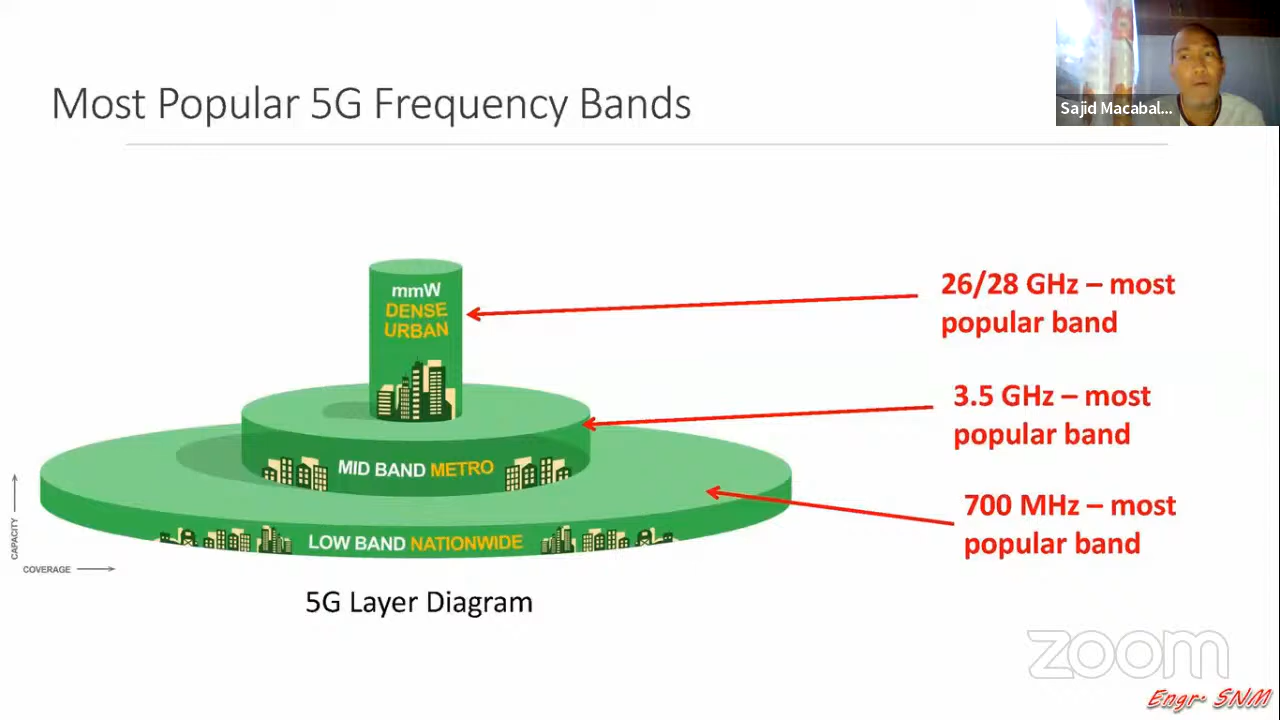 Most Popular 5G Frequency Bands
Sajid Macabal...
mmW
DENSE
URBAN
26/28 GHz – most
popular band
3.5 GHz – most
popular band
MID BAND METRO
700 MHz – most
popular band
LOW BAND NATIONWIDE
CAPACITY
COVERAGE
5G Layer Diagram
zoom
Engr. SNM